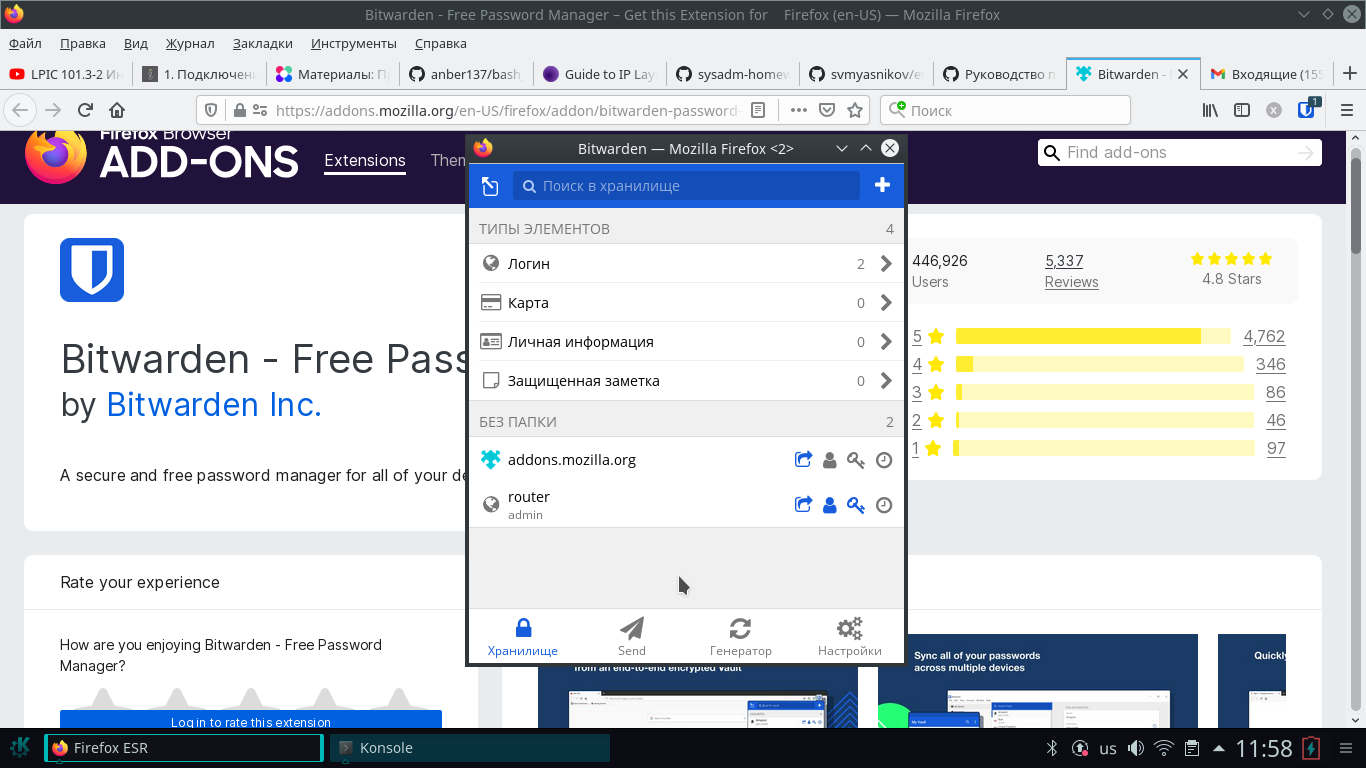 Bitwarden - Free Password Manager – Get this Extension for Firefox (en-US) — Mozilla Firefox
Файл Правка Вид Журнал Закладки Инструменты Справка
LPIC 101.3-2 Ин 1. Подключен Материалы: П anber137/bash_ Guide to IP Lay sysadm-homew svmyasnikov/e Руководство п Bitwarden - Входящие (155
https://addons.mozilla.org/en-US/firefox/addon/bitwarden-password- Поиск 1
Firefox Browser
ADD-ONS Extensions Them Find add-ons
Bitwarden — Mozilla Firefox <2>
Поиск в хранилище
ТИПЫ ЭЛЕМЕНТОВ 4
Логин 2
Карта 0
Личная информация 0
Защищенная заметка 0
БЕЗ ПАПКИ 2
addons.mozilla.org
router
admin
Хранилище Send Генератор Настройки
Bitwarden - Free Pass
by Bitwarden Inc.
A secure and free password manager for all of your de
446,926
Users
5,337
Reviews
4.8 Stars
5 4,762
4 346
3 86
2 46
1 97
Rate your experience
How are you enjoying Bitwarden - Free Password
Manager?
Log in to rate this extension
from an end-to-end encrypted vault
Sync all of your passwords
across multiple devices
Quickly
Firefox ESR Konsole us 11:58